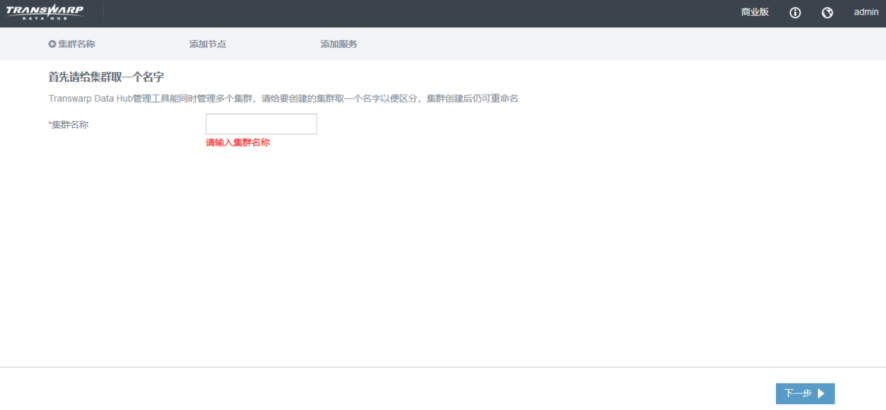 TRANSWARP
DATA HUB
商业版
admin
集群名称
添加节点
添加服务
首先请给集群取一个名字
Transwarp Data Hub管理工具能同时管理多个集群，请给要创建的集群取一个名字以便区分，集群创建后仍可重命名.
*集群名称
请输入集群名称
下一步